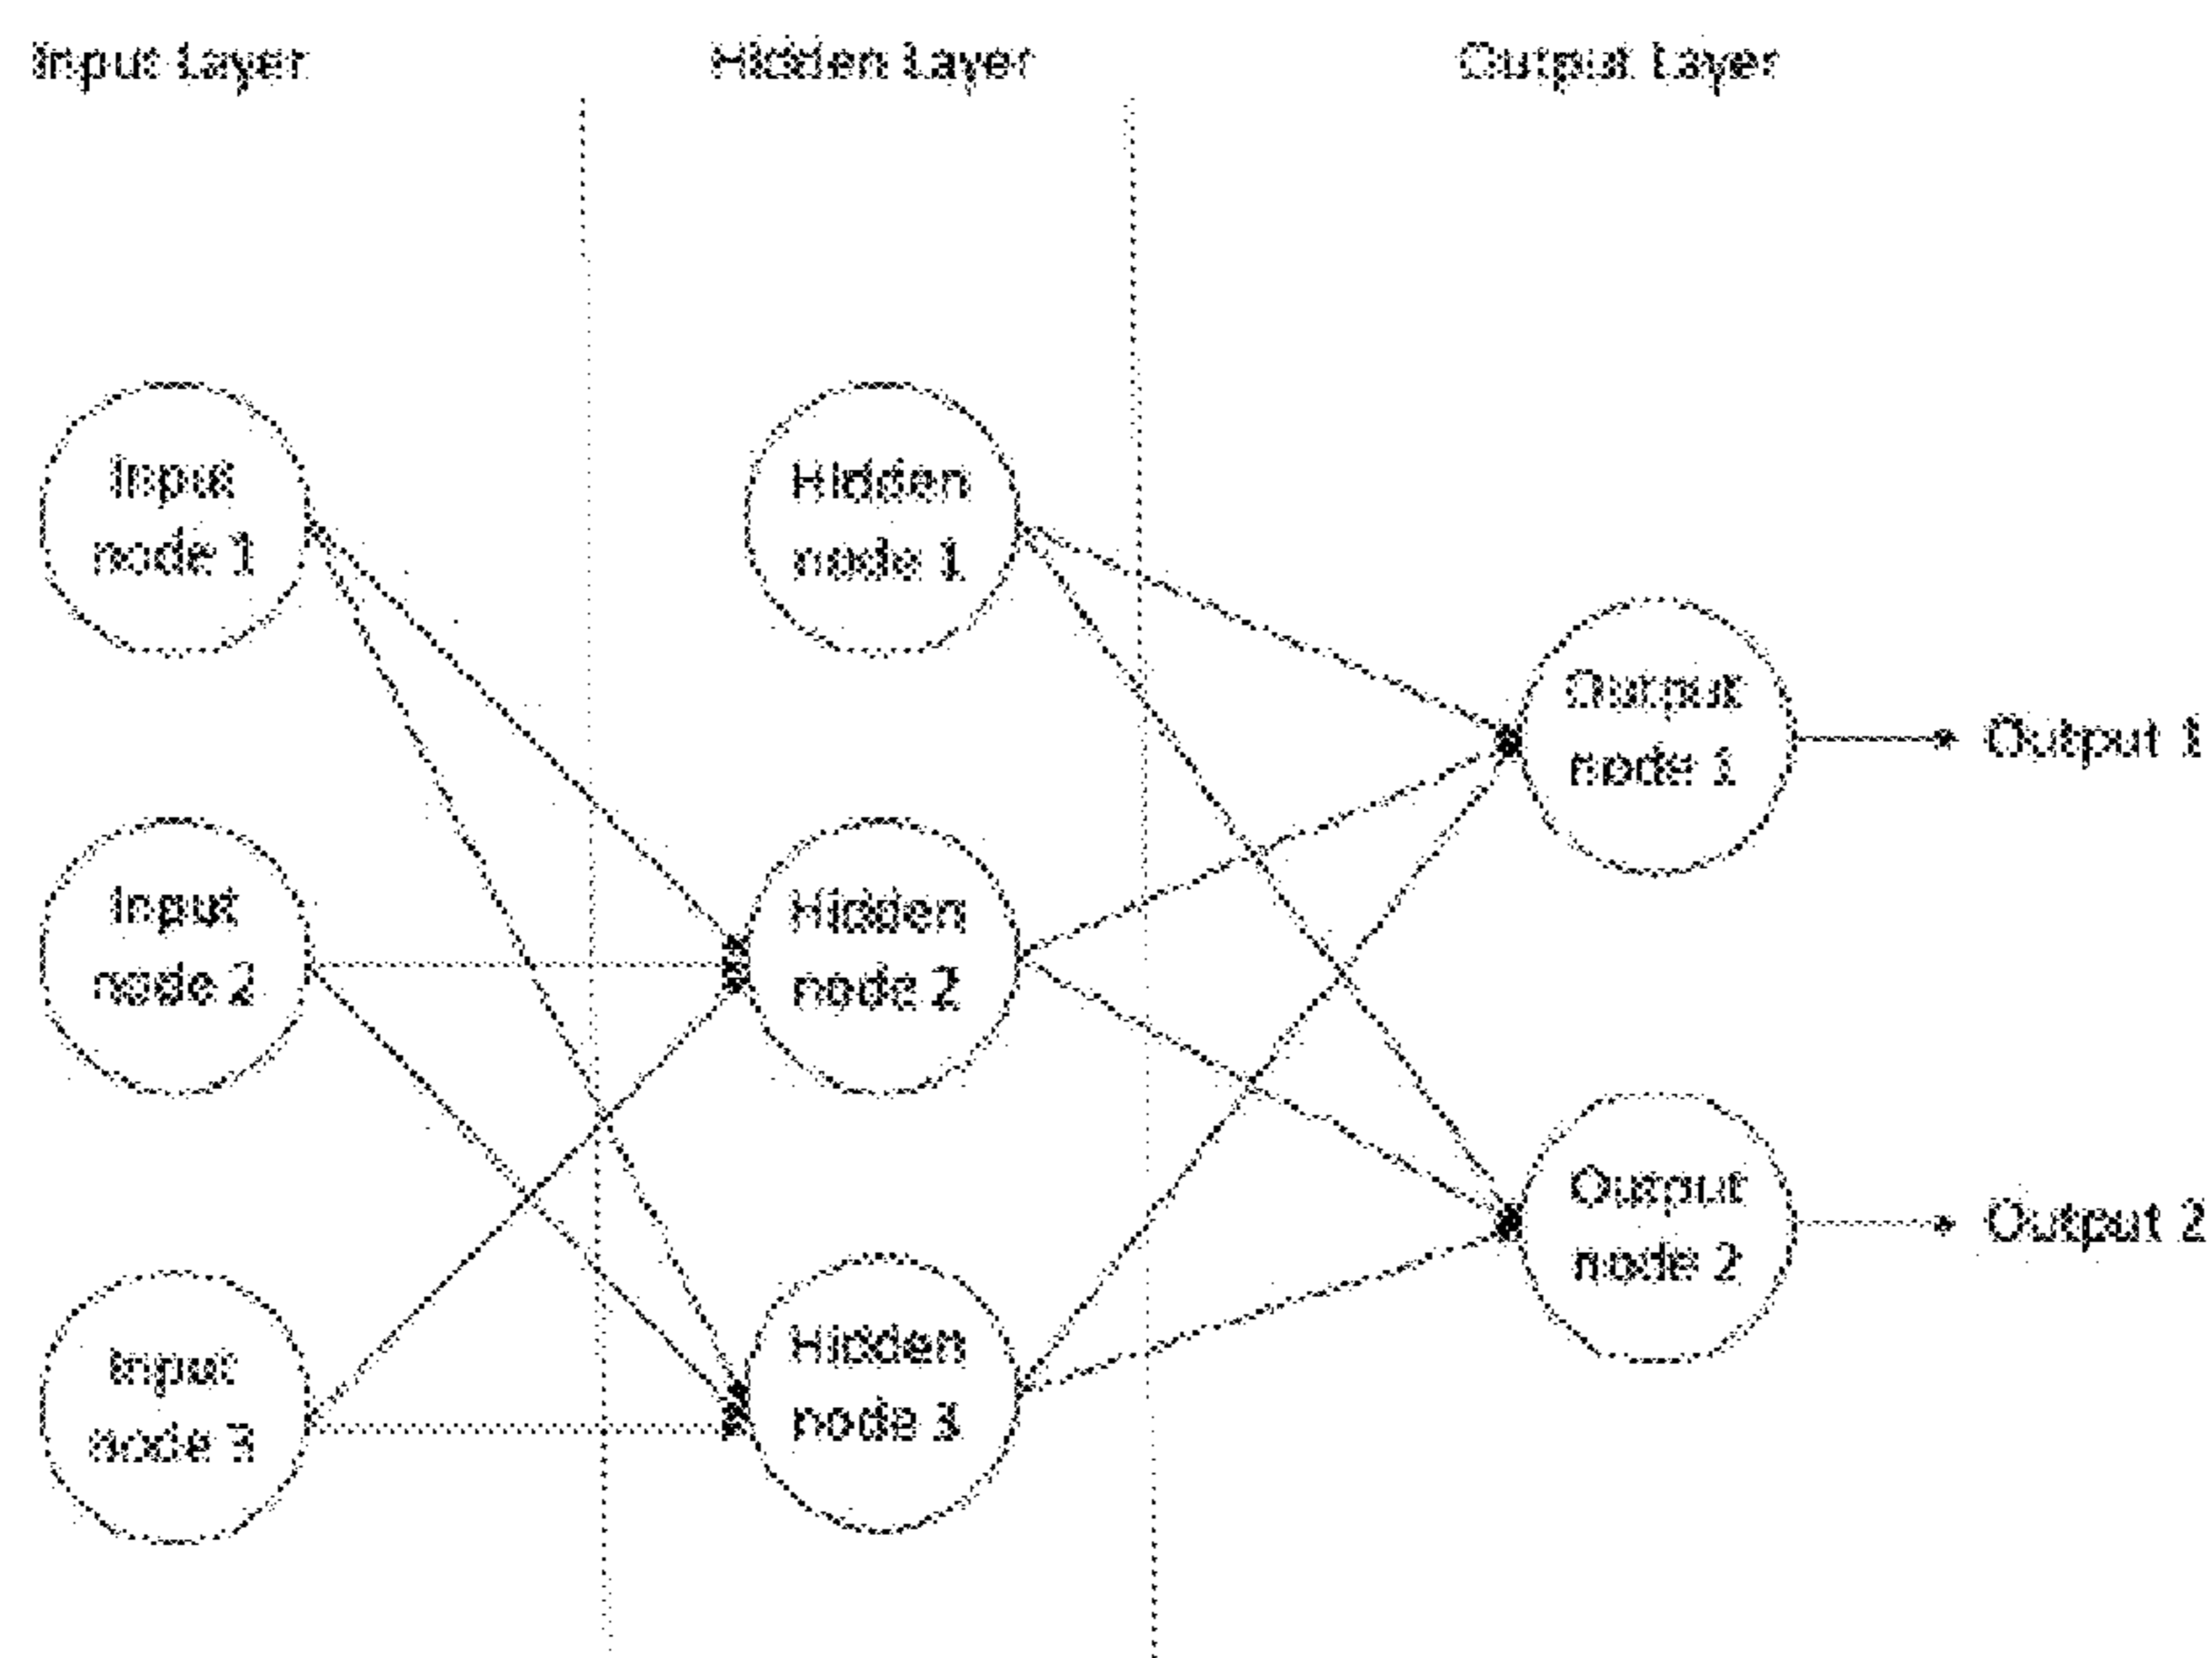 Input Layer
Hidden Layer
Output Layer
Input
node 1
Hidden
node 1
Output
node 1
Output 1
Input
node 2
Hidden
node 2
Output
node 2
Output 2
Input
node 3
Hidden
node 3